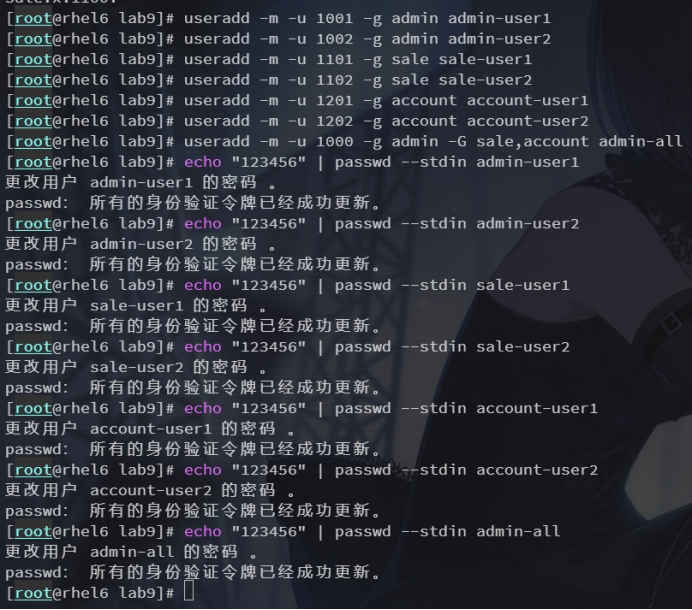 [root@rhel6 lab9]# useradd -m -u 1001 -g admin admin-user1
[root@rhel6 lab9]# useradd -m -u 1002 -g admin admin-user2
[root@rhel6 lab9]# useradd -m -u 1101 -g sale sale-user1
[root@rhel6 lab9]# useradd -m -u 1102 -g sale sale-user2
[root@rhel6 lab9]# useradd -m -u 1201 -g account account-user1
[root@rhel6 lab9]# useradd -m -u 1202 -g account account-user2
[root@rhel6 lab9]# useradd -m -u 1000 -g admin -G sale,account admin-all
[root@rhel6 lab9]# echo "123456" | passwd --stdin admin-user1
更改用户 admin-user1 的密码 。
passwd： 所有的身份验证令牌已经成功更新。
[root@rhel6 lab9]# echo "123456" | passwd --stdin admin-user2
更改用户 admin-user2 的密码 。
passwd： 所有的身份验证令牌已经成功更新。
[root@rhel6 lab9]# echo "123456" | passwd --stdin sale-user1
更改用户 sale-user1 的密码 。
passwd： 所有的身份验证令牌已经成功更新。
[root@rhel6 lab9]# echo "123456" | passwd --stdin sale-user2
更改用户 sale-user2 的密码 。
passwd： 所有的身份验证令牌已经成功更新。
[root@rhel6 lab9]# echo "123456" | passwd --stdin account-user1
更改用户 account-user1 的密码 。
passwd： 所有的身份验证令牌已经成功更新。
[root@rhel6 lab9]# echo "123456" | passwd --stdin account-user2
更改用户 account-user2 的密码 。
passwd： 所有的身份验证令牌已经成功更新。
[root@rhel6 lab9]# echo "123456" | passwd --stdin admin-all
更改用户 admin-all 的密码 。
passwd： 所有的身份验证令牌已经成功更新。
[root@rhel6 lab9]#